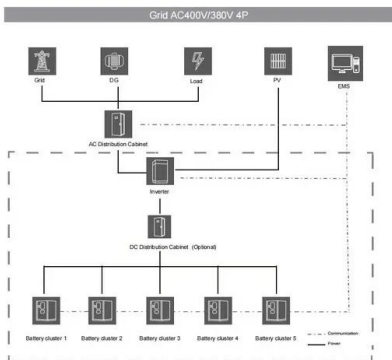 Grid AC400V/380V 4P
Grid
DG
Load
PV
EMS
AC Distribution Cabinet
Inverter
DC Distribution Cabinet (Optional)
Battery cluster 1
Battery cluster 2
Battery cluster 3
Battery cluster 4
Battery cluster 5
Communication
Power